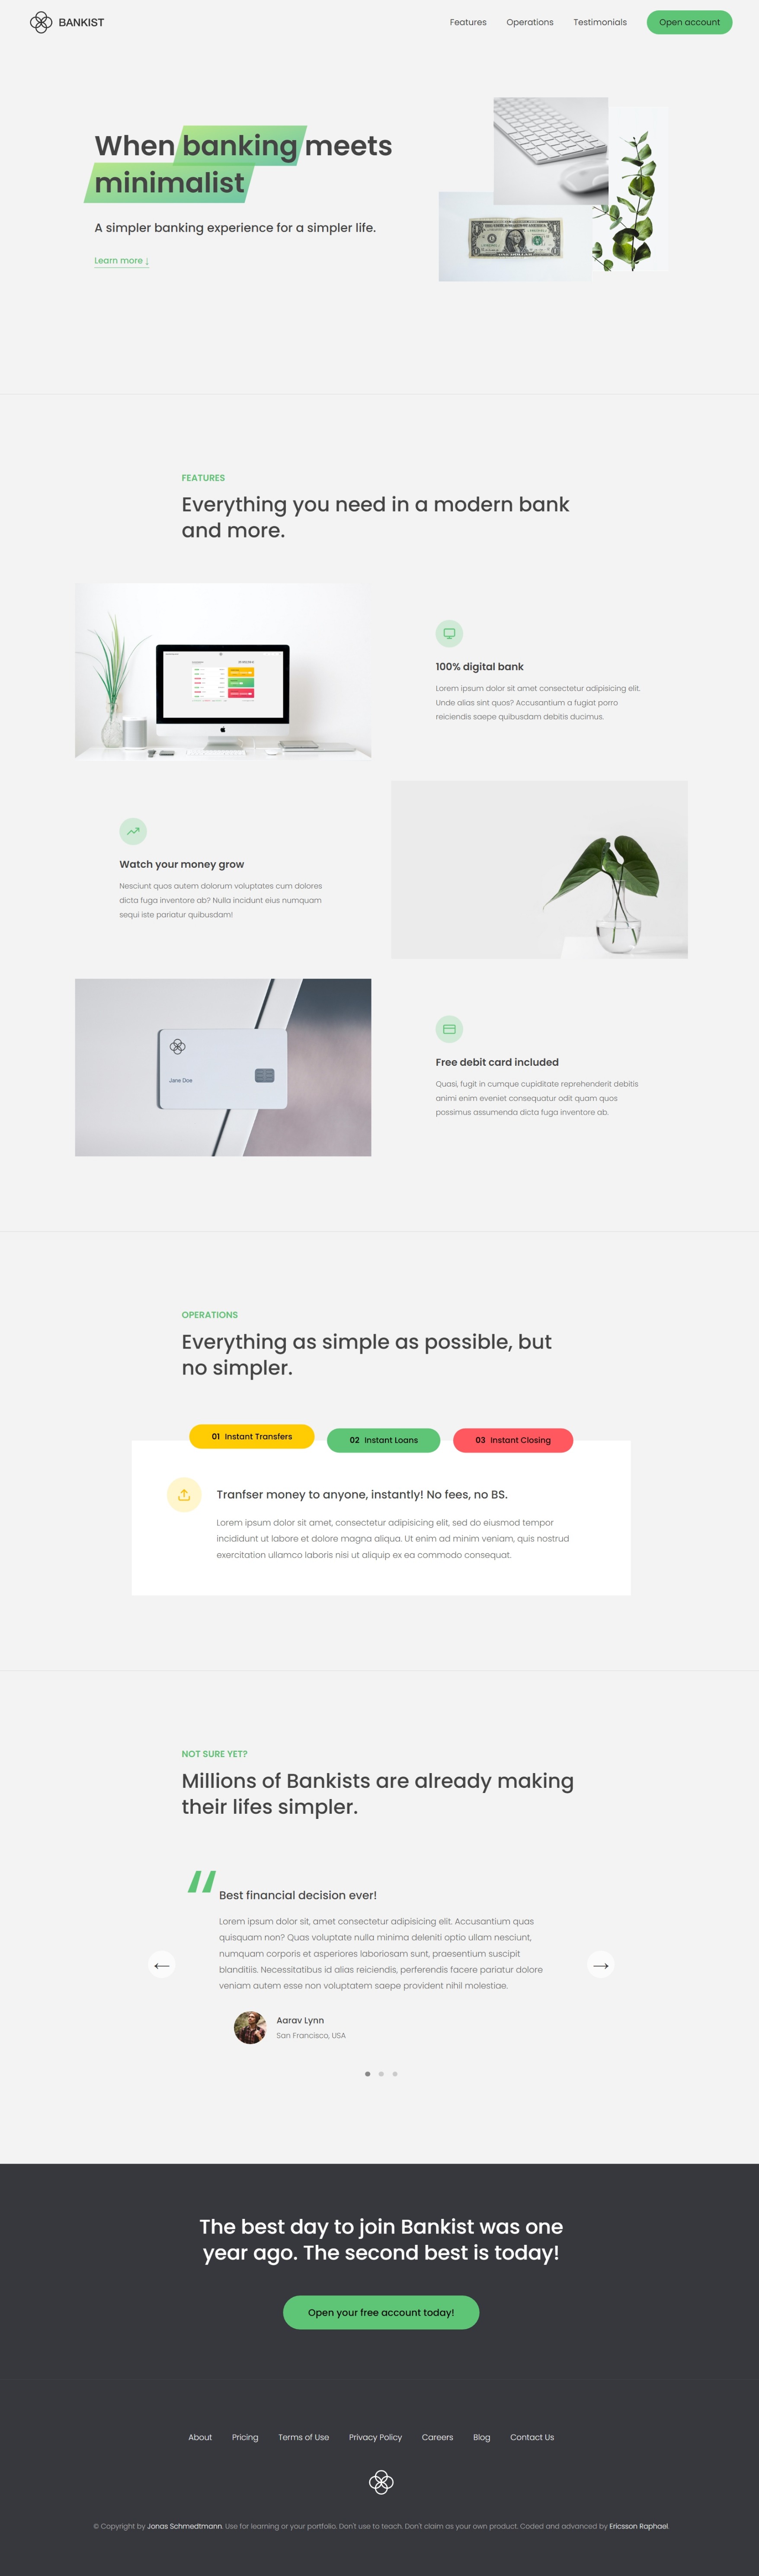 BANKIST
Features
Operations
Testimonials
Open account
When banking meets
minimalist
A simpler banking experience for a simpler life.
Learn more ↓
FEATURES
Everything you need in a modern bank
and more.
100% digital bank
Lorem ipsum dolor sit amet consectetur adipisicing elit.
Unde alias sint quos? Accusantium a fugiat porro
reiciendis saepe quibusdam debitis ducimus.
Watch your money grow
Nesciunt quos autem dolorum voluptates cum dolores
dicta fuga inventore ab? Nulla incidunt eius numquam
sequi iste pariatur quibusdam!
Jane Doe
Free debit card included
Quasi, fugit in cumque cupiditate reprehenderit debitis
animi enim eveniet consequatur odit quam quos
possimus assumenda dicta fuga inventore ab.
OPERATIONS
Everything as simple as possible, but
no simpler.
01 Instant Transfers
02 Instant Loans
03 Instant Closing
Tranfser money to anyone, instantly! No fees, no BS.
Lorem ipsum dolor sit amet, consectetur adipisicing elit, sed do eiusmod tempor
incididunt ut labore et dolore magna aliqua. Ut enim ad minim veniam, quis nostrud
exercitation ullamco laboris nisi ut aliquip ex ea commodo consequat.
NOT SURE YET?
Millions of Bankists are already making
their lifes simpler.
“
Best financial decision ever!
Lorem ipsum dolor sit, amet consectetur adipisicing elit. Accusantium quas
quisquam non? Quas voluptate nulla minima deleniti optio ullam nesciunt,
numquam corporis et asperiores laboriosam sunt, praesentium suscipit
blanditiis. Necessitatibus id alias reiciendis, perferendis facere pariatur dolore
veniam autem esse non voluptatem saepe provident nihil molestiae.
←
→
Aarav Lynn
San Francisco, USA
The best day to join Bankist was one
year ago. The second best is today!
Open your free account today!
About
Pricing
Terms of Use
Privacy Policy
Careers
Blog
Contact Us
© Copyright by Jonas Schmedtmann. Use for learning or your portfolio. Don't use to teach. Don't claim as your own product. Coded and advanced by Ericsson Raphael.